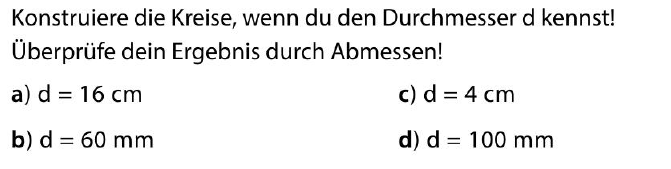 Konstruiere die Kreise, wenn du den Durchmesser d kennst!
Überprüfe dein Ergebnis durch Abmessen!
a) d = 16 cm
c) d = 4 cm
b) d = 60 mm
d) d = 100 mm